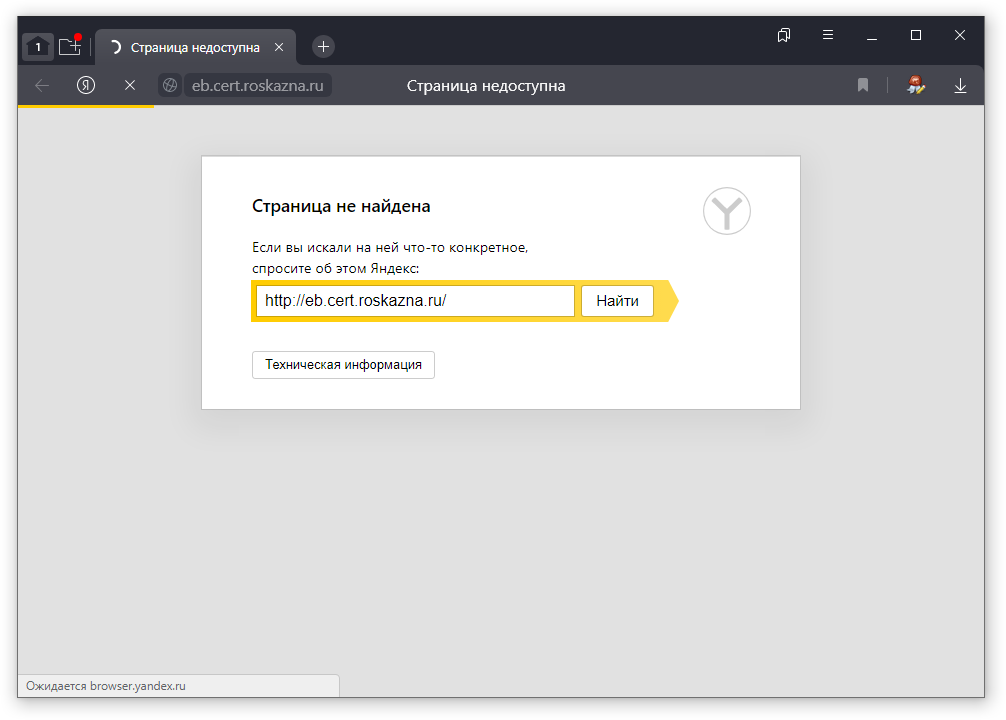 1
Страница недоступна
Я
eb.cert.roskazna.ru
Страница недоступна
Страница не найдена
Если вы искали на ней что-то конкретное,
спросите об этом Яндекс:
http://eb.cert.roskazna.ru/
Найти
Техническая информация
Ожидается browser.yandex.ru